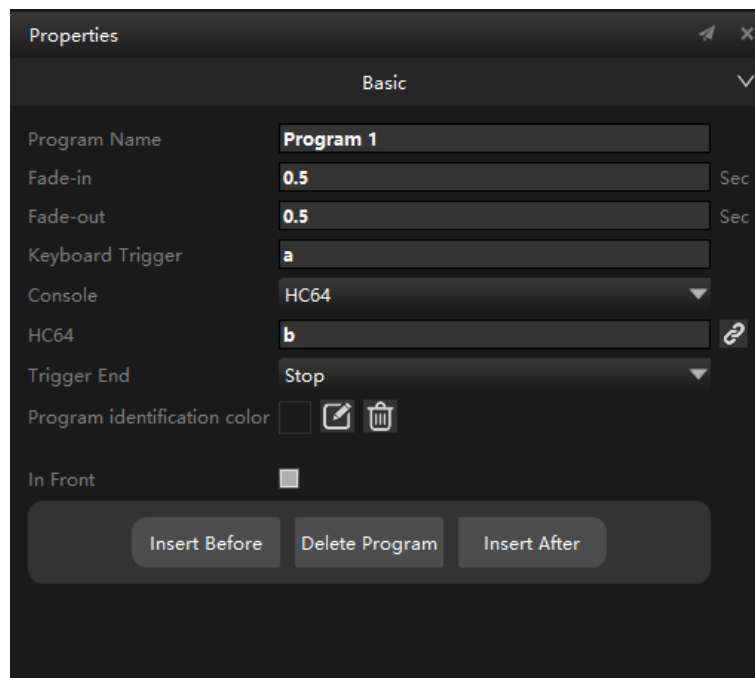 Properties
Basic
Program Name Program 1
Fade-in 0.5 Sec
Fade-out 0.5 Sec
Keyboard Trigger a
Console HC64
HC64 b
Trigger End Stop
Program identification color
In Front
Insert Before Delete Program Insert After